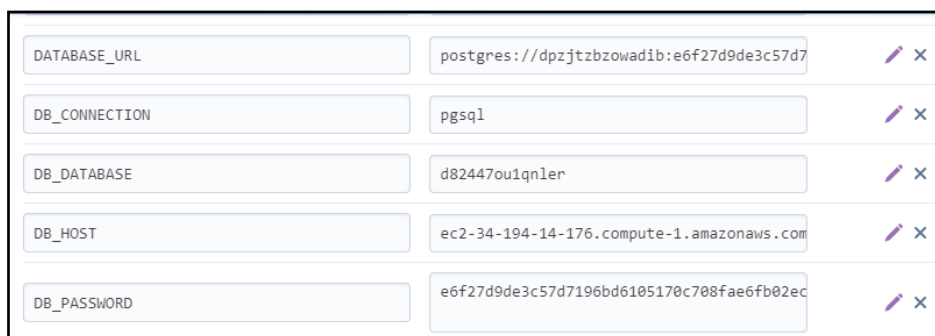 DATABASE_URL postgres://dpzjtzbzowadib:e6f27d9de3c57d7
DB_CONNECTION pgsql
DB_DATABASE d82447ou1qnler
DB_HOST ec2-34-194-14-176.compute-1.amazonaws.com
DB_PASSWORD e6f27d9de3c57d7196bd6105170c708fae6fb02ec